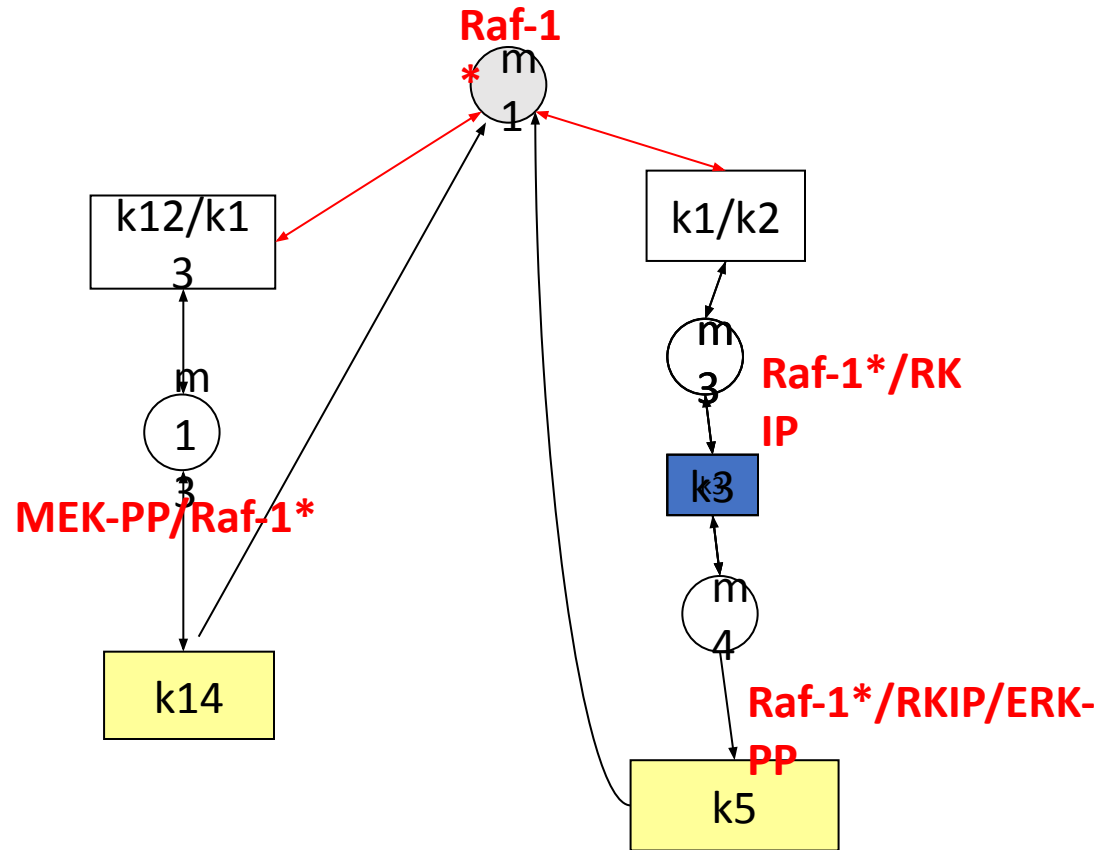 Raf-1
*
m
1
k12/k1
3
k1/k2
m
3
Raf-1*/RK
IP
m
1
3
MEK-PP/Raf-1*
k3
m
4
k14
Raf-1*/RKIP/ERK-
PP
k5